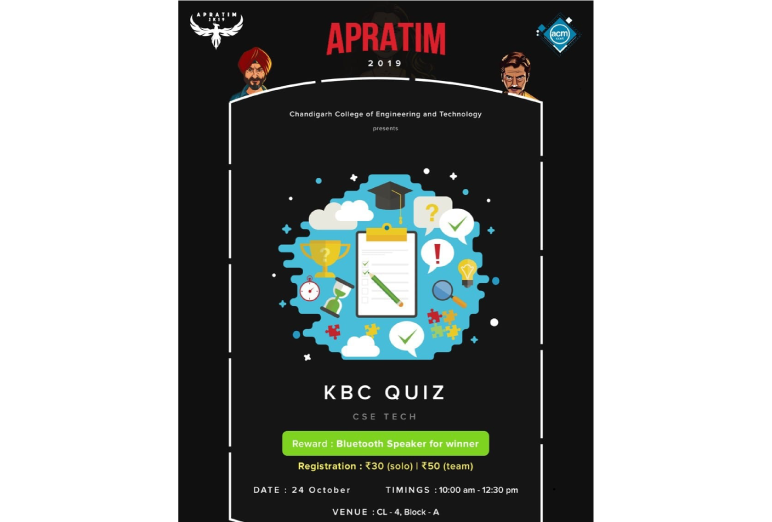 APRATIM
2K19
APRATIM
2019
acm
Chandigarh College of Engineering and Technology
presents
?
!
?
KBC QUIZ
CSE TECH
Reward : Bluetooth Speaker for winner
Registration : ₹30 (solo) | ₹50 (team)
DATE : 24 October TIMINGS : 10:00 am - 12:30 pm
VENUE : CL - 4, Block - A